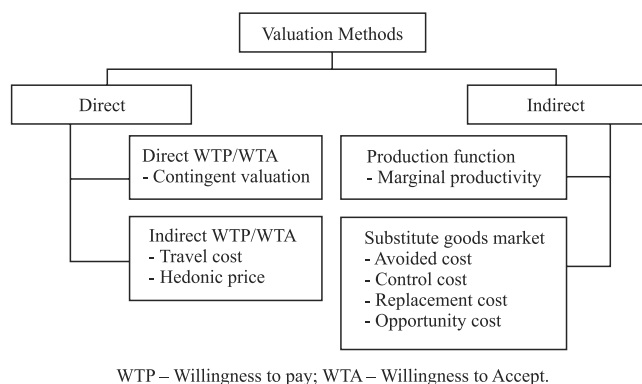 Valuation Methods
Direct
Indirect
Direct WTP/WTA
- Contingent valuation
Production function
- Marginal productivity
Indirect WTP/WTA
- Travel cost
- Hedonic price
Substitute goods market
- Avoided cost
- Control cost
- Replacement cost
- Opportunity cost
WTP – Willingness to pay; WTA – Willingness to Accept.